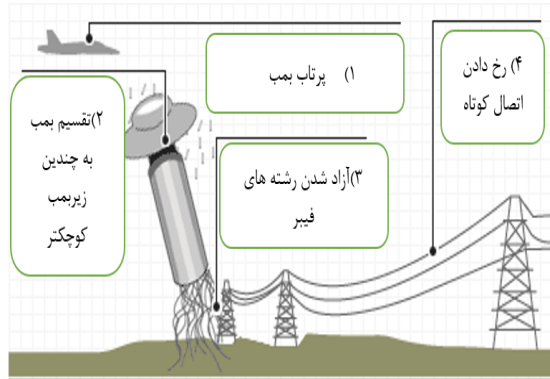 ۱) پرتاب بمب
۲)تقسیم بمب
به چندین
زیربمب
کوچکتر
۳)آزاد شدن رشته های
فیبر
۴) رخ دادن
اتصال کوتاه